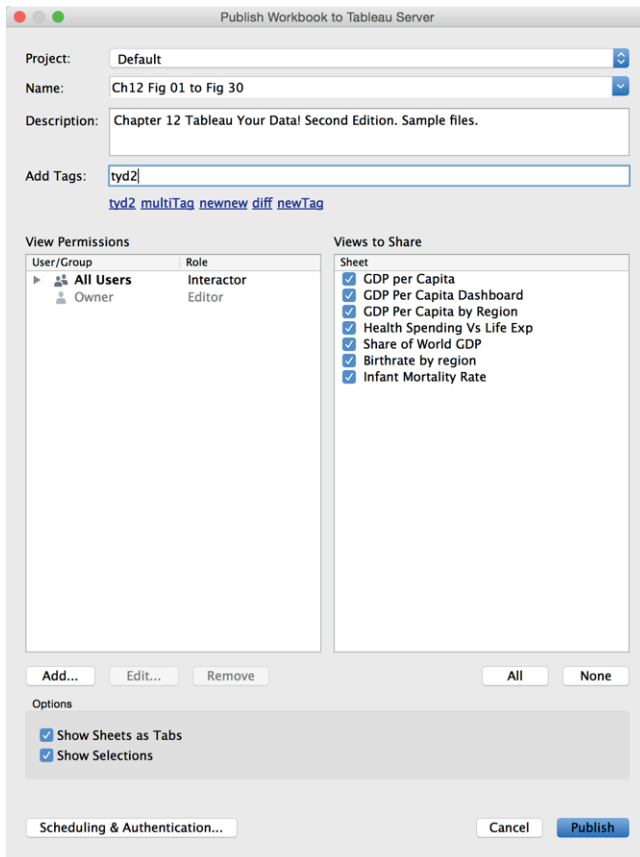 Publish Workbook to Tableau Server
Project: Default
Name: Ch12 Fig 01 to Fig 30
Description: Chapter 12 Tableau Your Data! Second Edition. Sample files.
Add Tags: tyd2
tyd2 multiTag newnew diff newTag
View Permissions
User/Group Role
All Users Interactor
Owner Editor
Views to Share
Sheet
GDP per Capita
GDP Per Capita Dashboard
GDP Per Capita by Region
Health Spending Vs Life Exp
Share of World GDP
Birthrate by region
Infant Mortality Rate
Add... Edit... Remove
All None
Options
Show Sheets as Tabs
Show Selections
Scheduling & Authentication... Cancel Publish